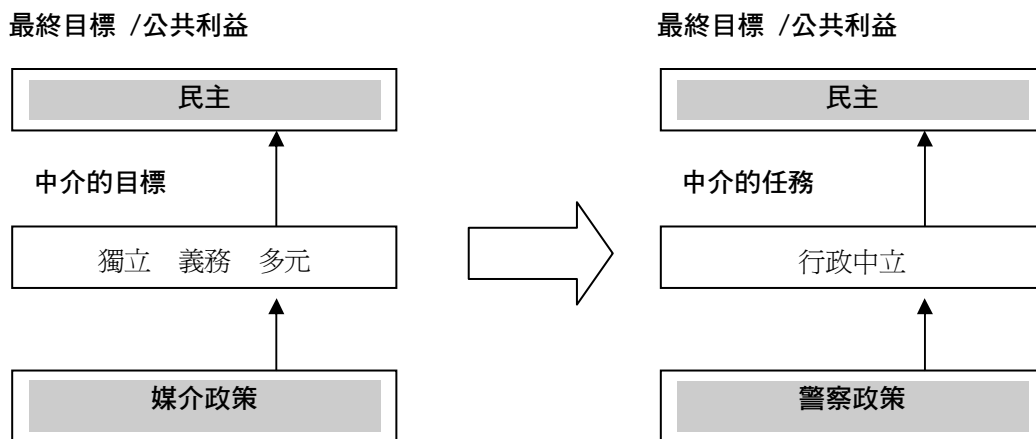 最終目標 /公共利益
民主
中介的目標
獨立 義務 多元
媒介政策
最終目標 /公共利益
民主
中介的任務
行政中立
警察政策